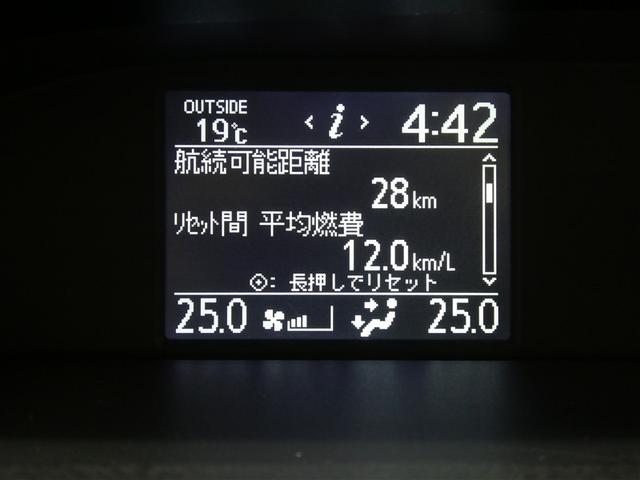 OUTSIDE
19℃
< i > 4:42
航続可能距離
28km
リセット間 平均燃費
12.0km/L
: 長押しでリセット
25.0 25.0